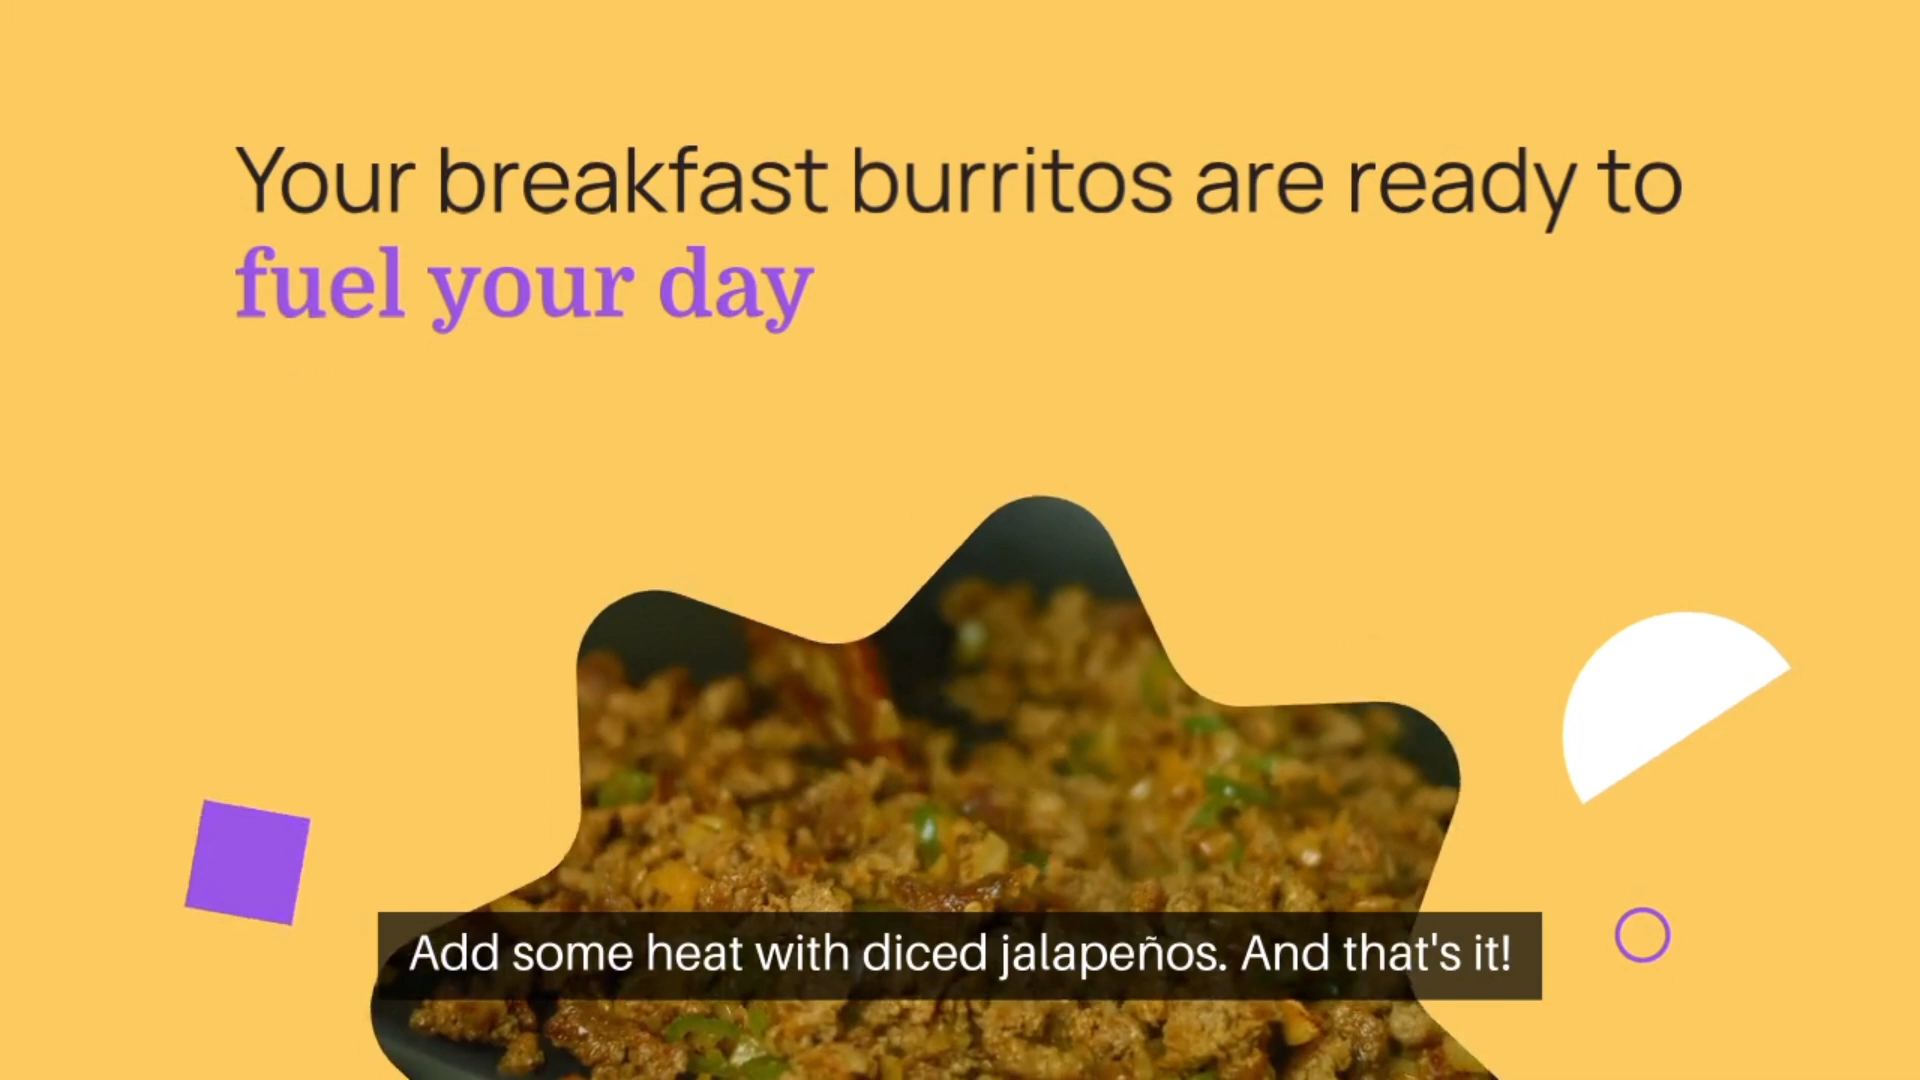 Your breakfast burritos are ready to
fuel your day
Add some heat with diced jalapeños. And that's it!